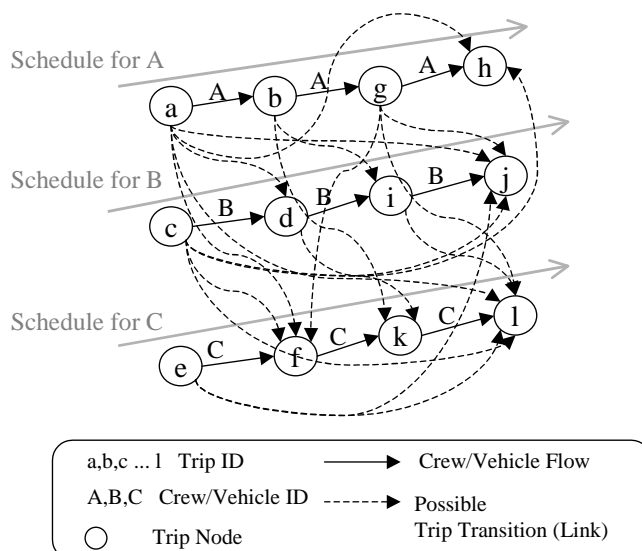 Schedule for A
A
A
A
a
b
g
h
Schedule for B
B
B
B
c
d
i
j
Schedule for C
C
C
C
e
f
k
l
a,b,c ... l Trip ID
Crew/Vehicle Flow
A,B,C Crew/Vehicle ID
Possible
Trip Transition (Link)
Trip Node